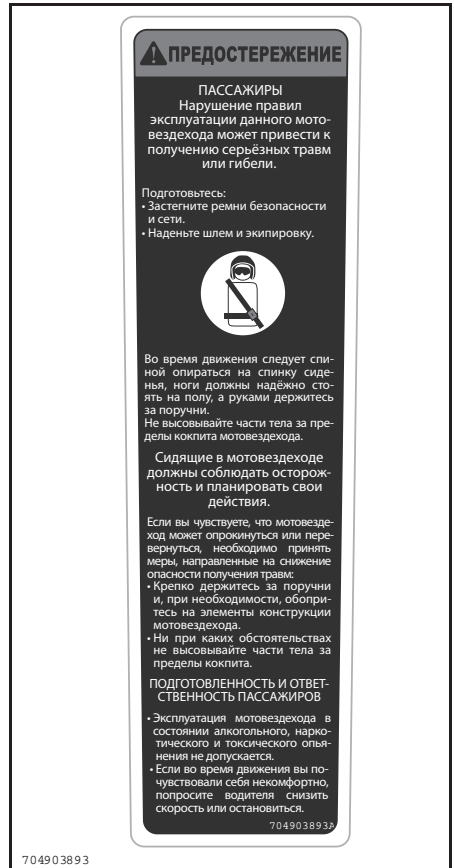 ПРЕДОСТЕРЕЖЕНИЕ
ПАССАЖИРЫ
Нарушение правил
эксплуатации данного мото-
вездехода может привести к
получению серьёзных травм
или гибели.
Подготовьтесь:
• Застегните ремни безопасности
и сети.
• Наденьте шлем и экипировку.
Во время движения следует спи-
ной опираться на спинку сиде-
нья, ноги должны надёжно сто-
ять на полу, а руками держитесь
за поручни.
Не высовывайте части тела за пре-
делы кокпита мотовездехода.
Сидящие в мотовездеходе
должны соблюдать осторож-
ность и планировать свои
действия.
Если вы чувствуете, что мотовезде-
ход может опрокинуться или пере-
вернуться, необходимо принять
меры, направленные на снижение
опасности получения травм:
• Крепко держитесь за поручни
и, при необходимости, обопри-
тесь на элементы конструкции
мотовездехода.
• Ни при каких обстоятельствах
не высовывайте части тела за
пределы кокпита.
ПОДГОТОВЛЕННОСТЬ И ОТВЕТ-
СТВЕННОСТЬ ПАССАЖИРОВ
• Эксплуатация мотовездехода в
состоянии алкогольного, нарко-
тического и токсического опья-
нения не допускается.
• Если во время движения вы по-
чувствовали себя некомфортно,
попросите водителя снизить
скорость или остановиться.
704903893A
704903893